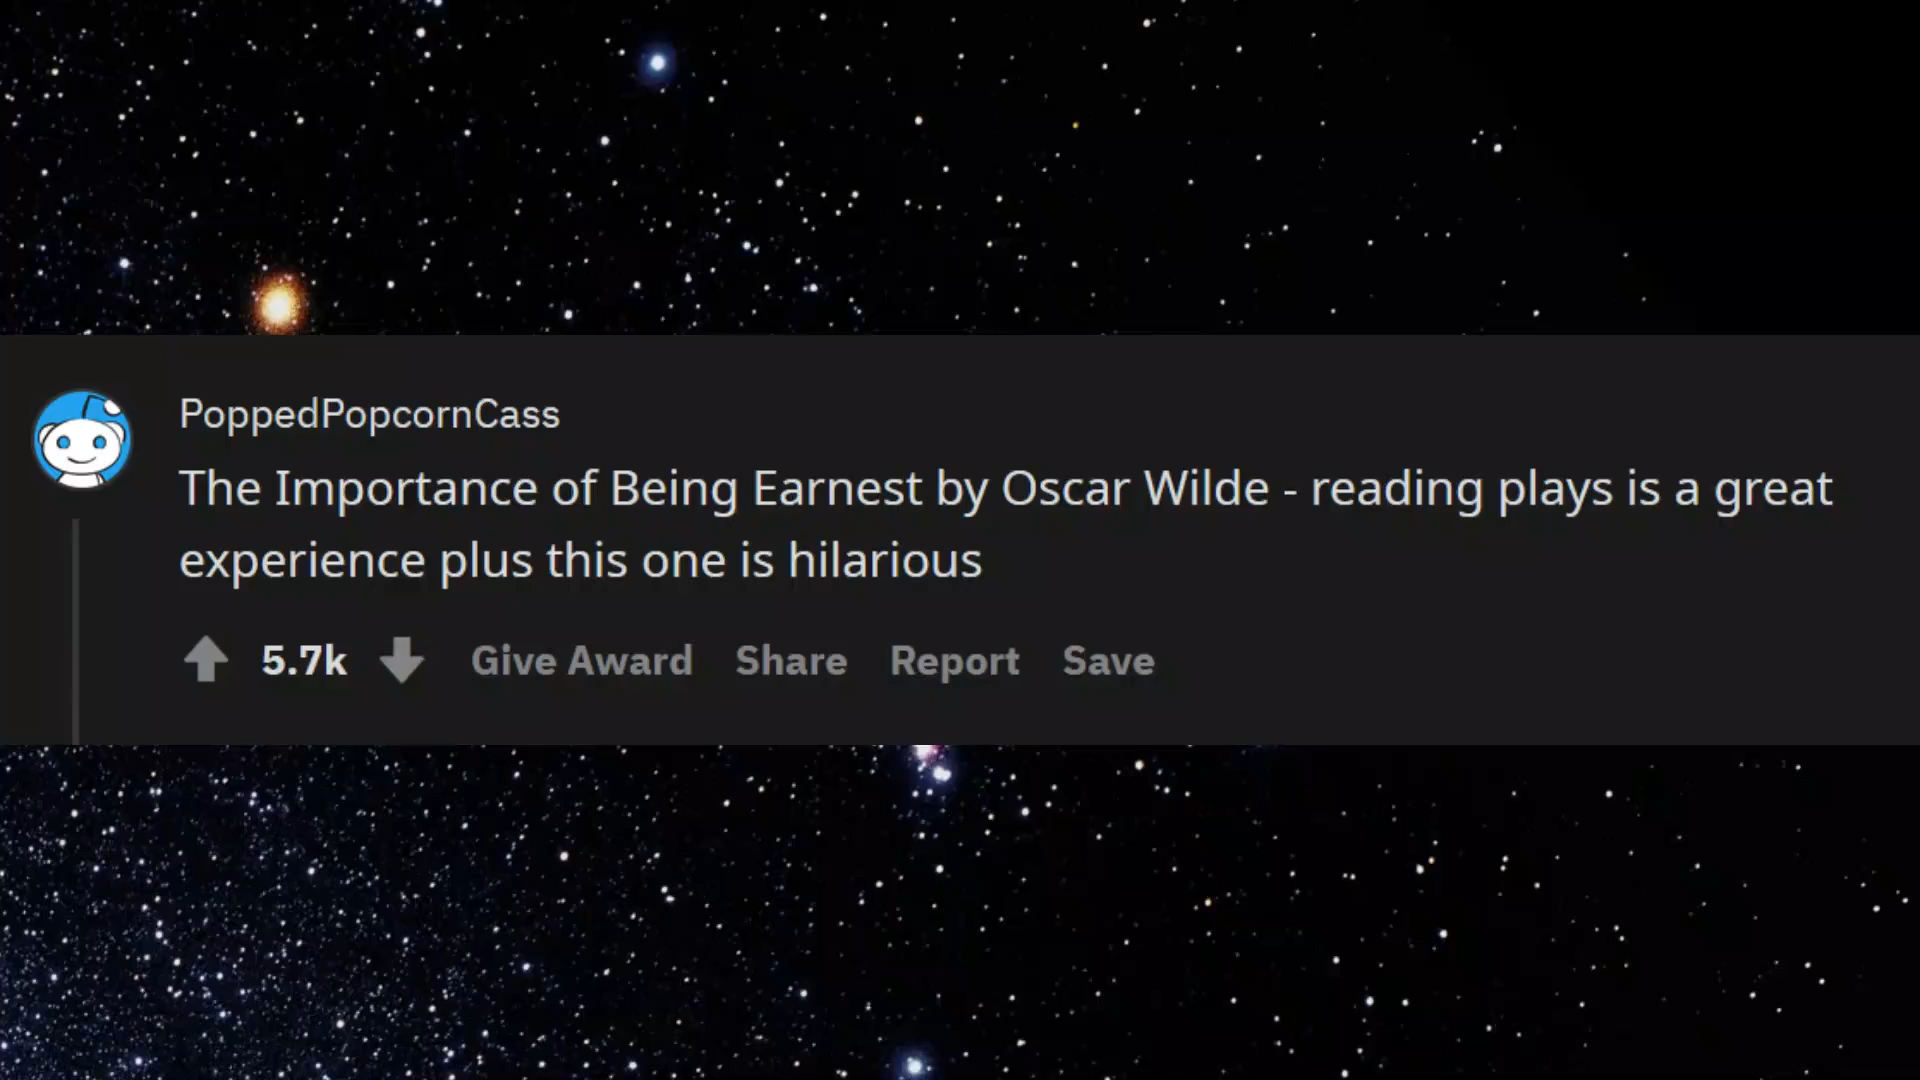 PoppedPopcornCass
The Importance of Being Earnest by Oscar Wilde - reading plays is a great
experience plus this one is hilarious
5.7k Give Award Share Report Save